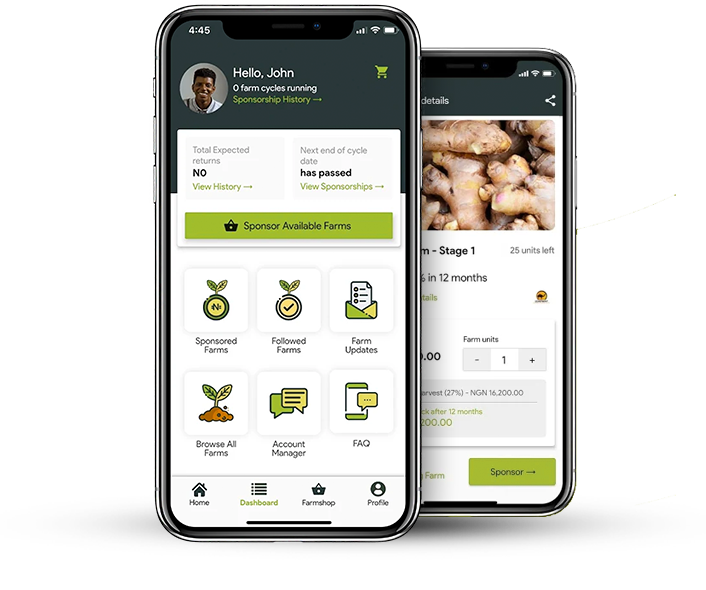 4:45
Hello, John
0 farm cycles running
Sponsorship History →
Total Expected
returns
N0
View History →
Next end of cycle
date
has passed
View Sponsorships →
Sponsor Available Farms
Sponsored
Farms
Followed
Farms
Farm
Updates
Browse All
Farms
Account
Manager
FAQ
Home
Dashboard
Farmshop
Profile
details
m - Stage 1
25 units left
% in 12 months
tails
0.00
Farm units
- 1 +
arvest (27%) - NGN 16,200.00
ck after 12 months
200.00
g Farm
Sponsor →